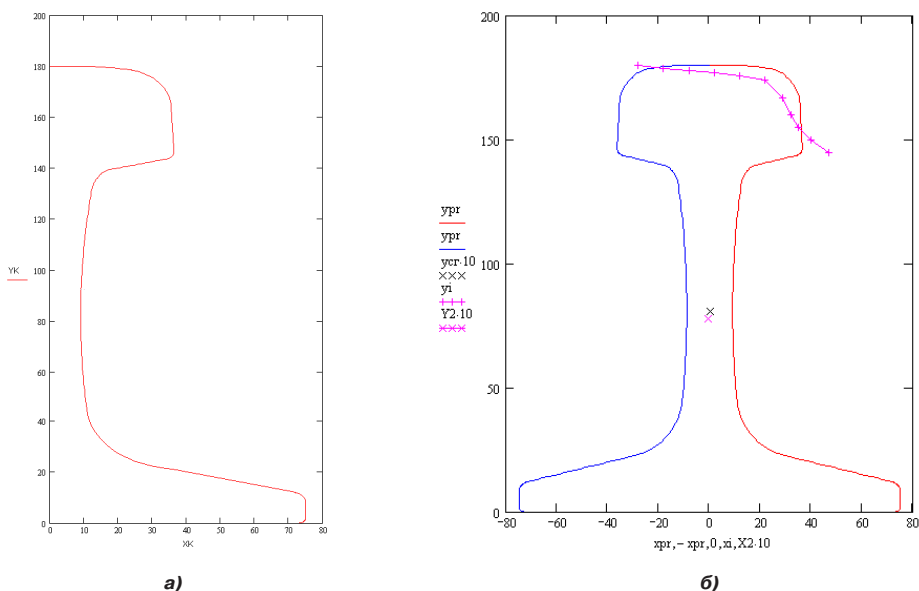 200
180
160
140
120
100
80
60
40
20
0
YK
0 10 20 30 40 50 60 70 80
XK
а)
200
150
100
50
0
ypr
ypr
ycr·10
yi
Y2·10
−80 −60 −40 −20 0 20 40 60 80
xpr,− xpr,0,xi,X2·10
б)